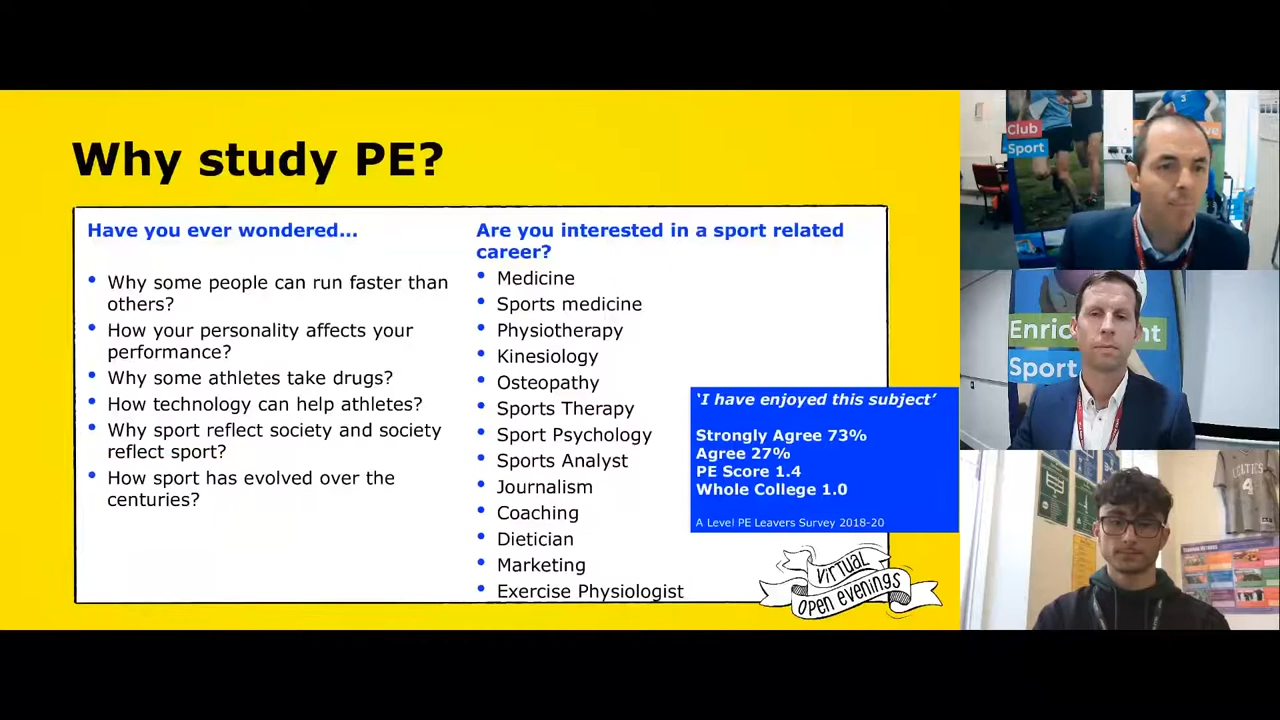 Why study PE?
Have you ever wondered...
• Why some people can run faster than
others?
• How your personality affects your
performance?
• Why some athletes take drugs?
• How technology can help athletes?
• Why sport reflect society and society
reflect sport?
• How sport has evolved over the
centuries?
Are you interested in a sport related
career?
• Medicine
• Sports medicine
• Physiotherapy
• Kinesiology
• Osteopathy
• Sports Therapy
• Sport Psychology
• Sports Analyst
• Journalism
• Coaching
• Dietician
• Marketing
• Exercise Physiologist
‘I have enjoyed this subject’
Strongly Agree 73%
Agree 27%
PE Score 1.4
Whole College 1.0
A Level PE Leavers Survey 2018-20
VIRTUAL
OPEN EVENINGS
Club
Sport
3
Sport
4